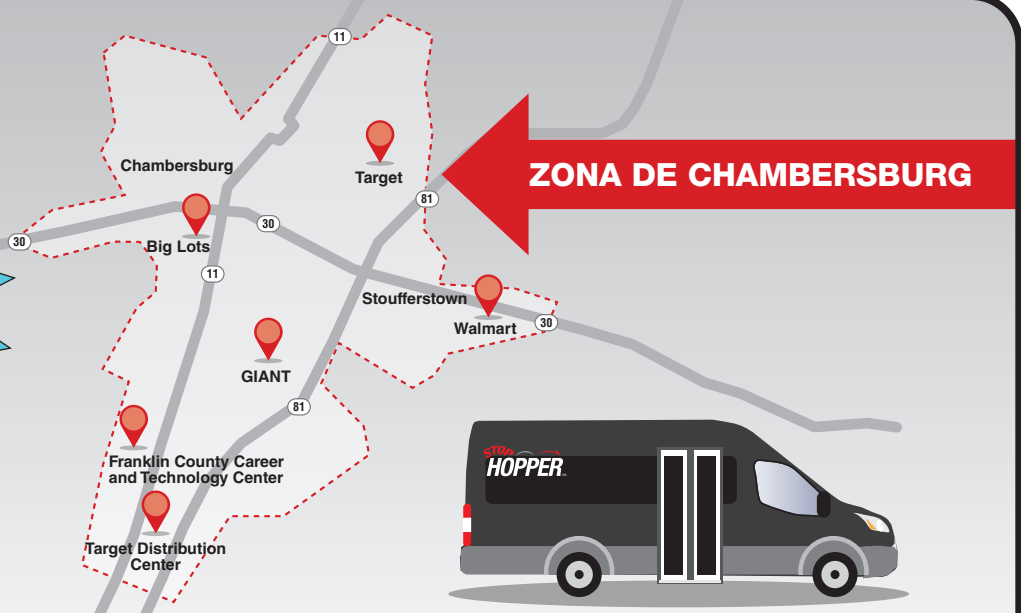 11
Target
Chambersburg
ZONA DE CHAMBERSBURG
81
30
30
Big Lots
11
Stoufferstown
Walmart
30
GIANT
81
STOP
HOPPER
Franklin County Career
and Technology Center
Target Distribution
Center